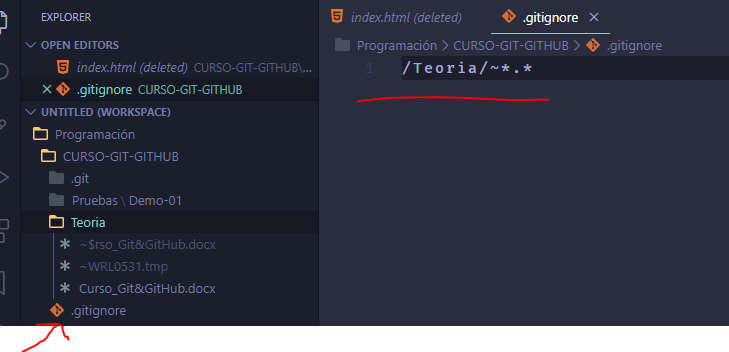 EXPLORER
OPEN EDITORS
index.html (deleted) CURSO-GIT-GITHUB\...
.gitignore CURSO-GIT-GITHUB
UNTITLED (WORKSPACE)
Programación
CURSO-GIT-GITHUB
.git
Pruebas \ Demo-01
Teoria
~$rso_Git&GitHub.docx
~WRL0531.tmp
Curso_Git&GitHub.docx
.gitignore
index.html (deleted)
.gitignore
Programación > CURSO-GIT-GITHUB > .gitignore
1 /Teoria/~*.*